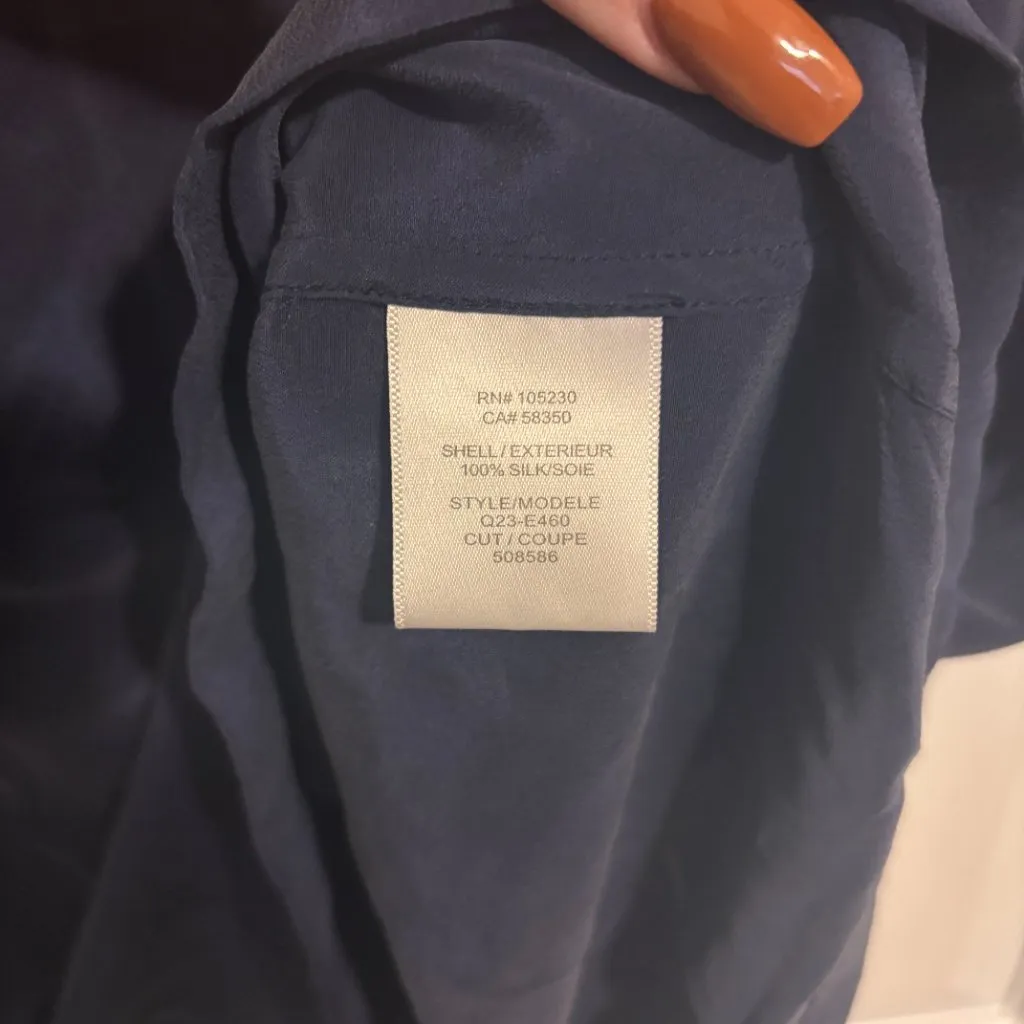 RN# 105230
CA# 58350
SHELL/EXTERIEUR
100% SILK/SOIE
STYLE/MODELE
Q23-E460
CUT / COUPE
508586